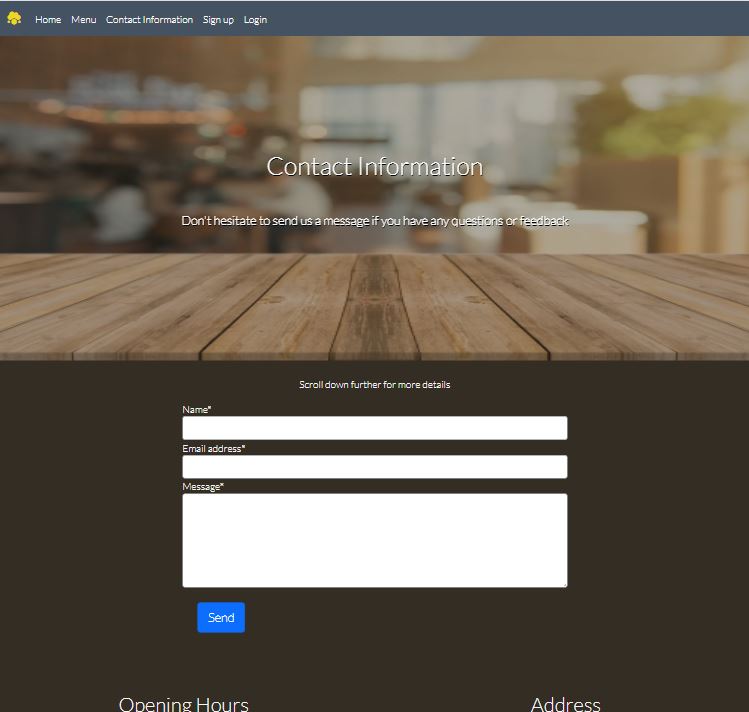 Home Menu Contact Information Sign up Login
Contact Information
Don't hesitate to send us a message if you have any questions or feedback
Scroll down further for more details
Name*
Email address*
Message*
Send
Opening Hours Address